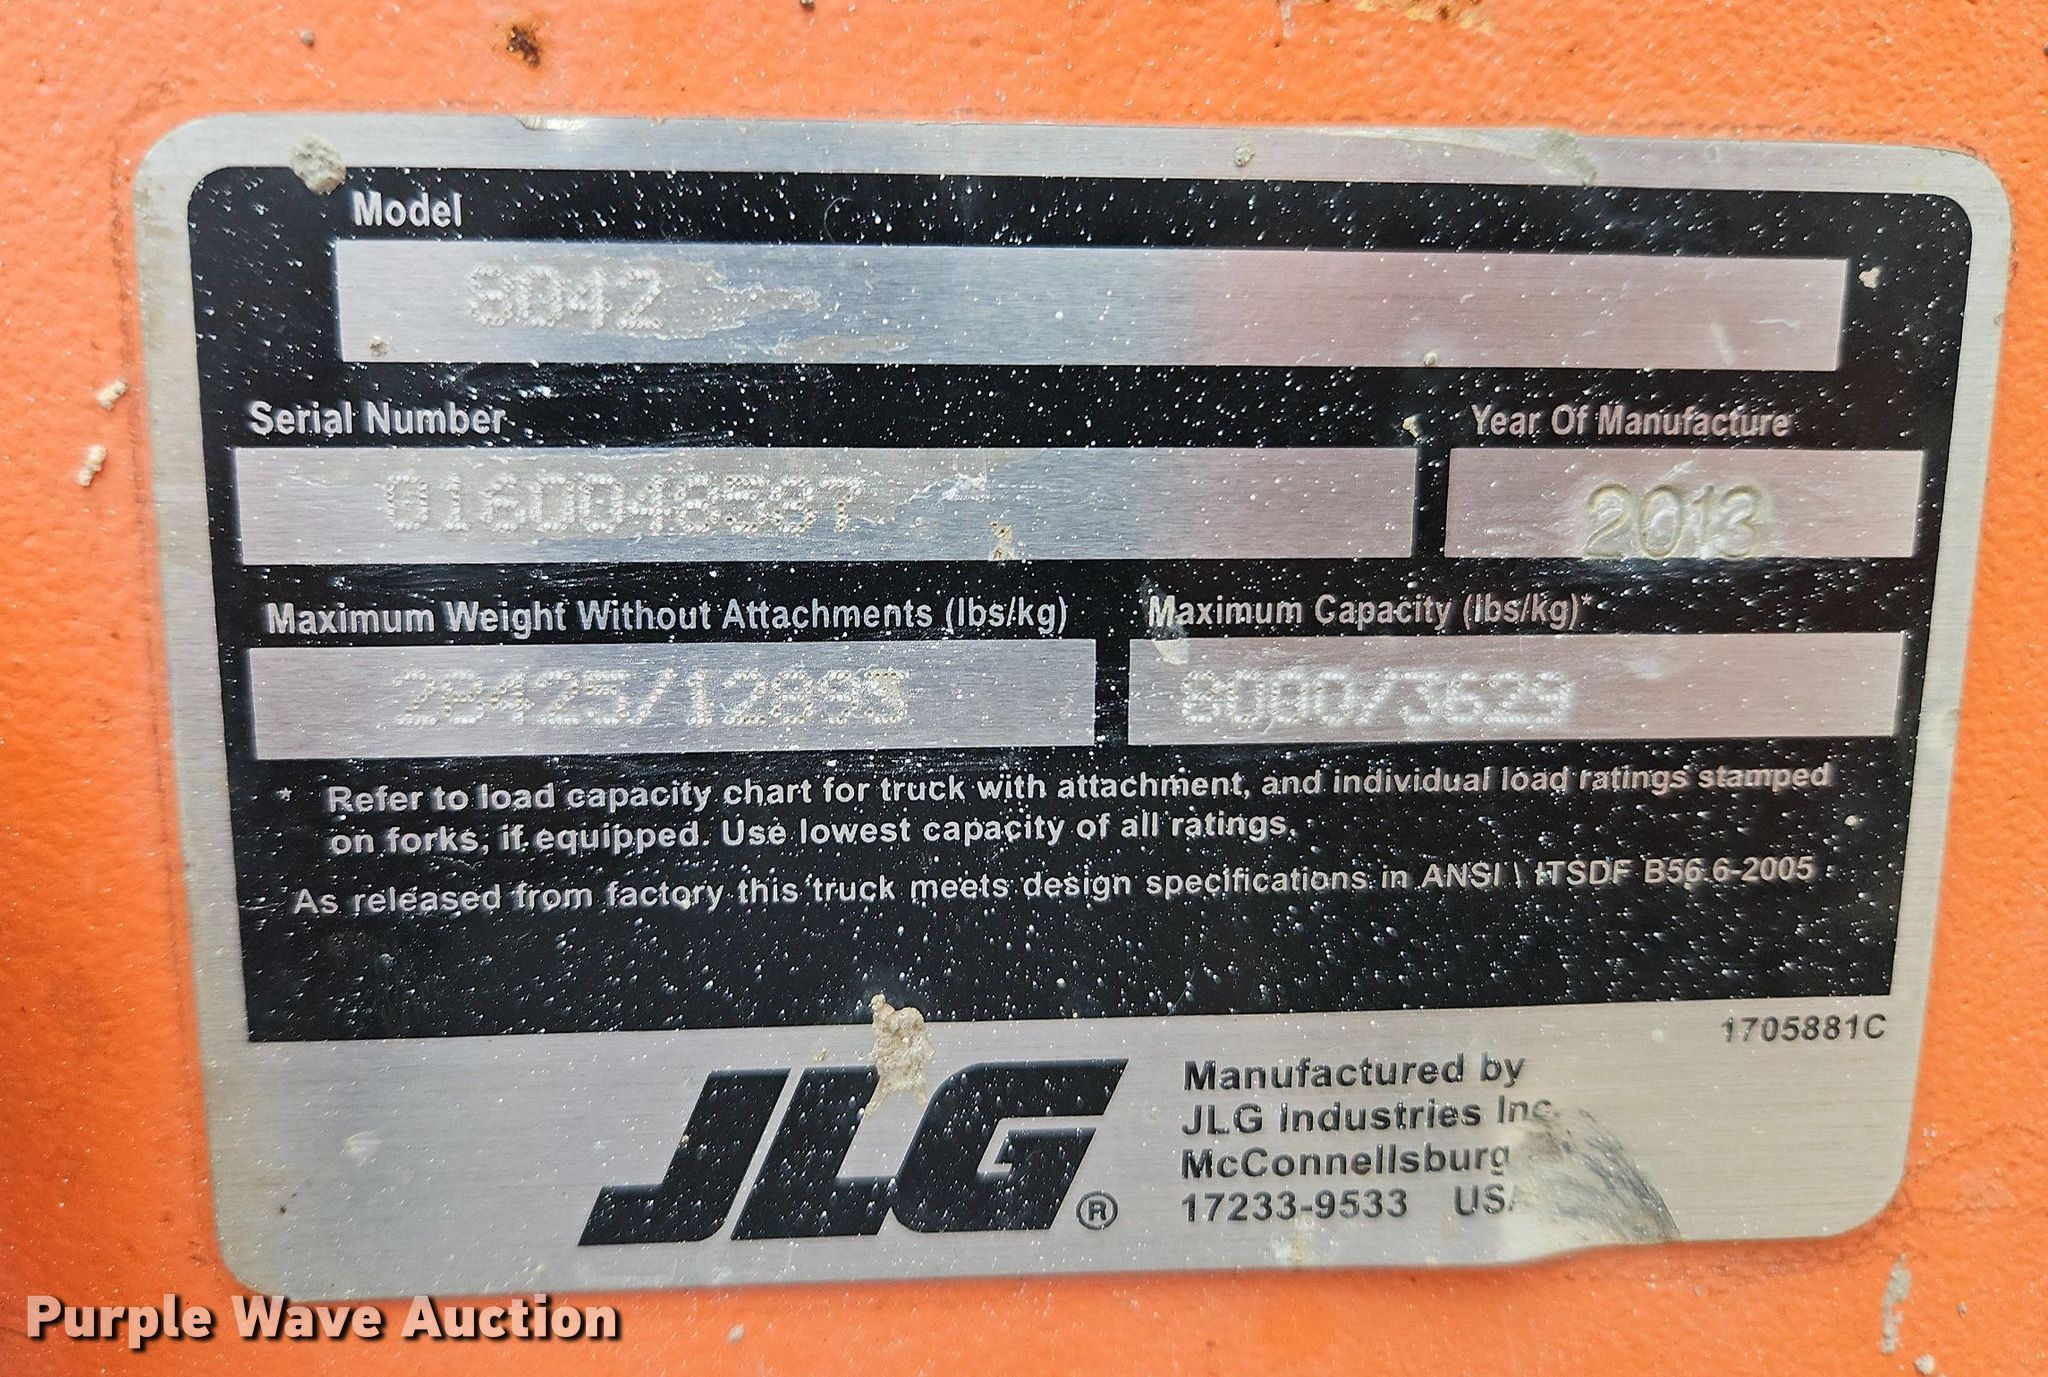 Model
8042
Serial Number
Year Of Manufacture
0160048587
2013
Maximum Weight Without Attachments (lbs/kg)
Maximum Capacity (lbs/kg)*
28425/12893
8000/3629
* Refer to load capacity chart for truck with attachment, and individual load ratings stamped
on forks, if equipped. Use lowest capacity of all ratings.
As released from factory this truck meets design specifications in ANSI \ ITSDF B56.6-2005
1705881C
JLG®
Manufactured by
JLG Industries Inc.
McConnellsburg
17233-9533 USA
Purple Wave Auction